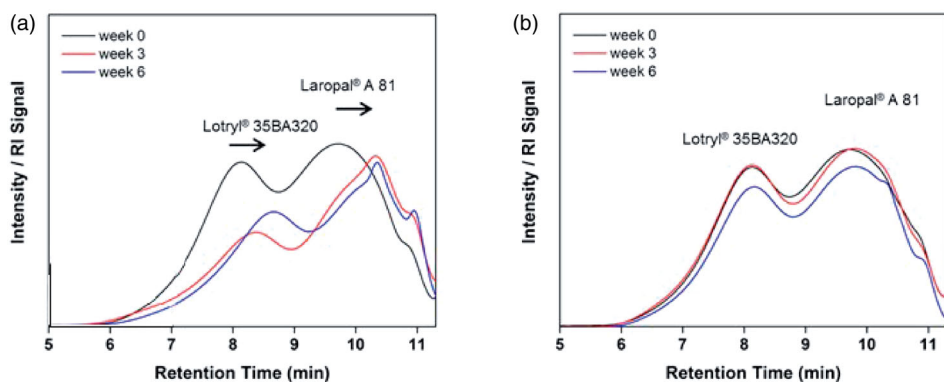 (a)
week 0
week 3
week 6
Laropal® A 81
Lotryl® 35BA320
Intensity / RI Signal
5 6 7 8 9 10 11
Retention Time (min)
(b)
week 0
week 3
week 6
Laropal® A 81
Lotryl® 35BA320
Intensity / RI Signal
5 6 7 8 9 10 11
Retention Time (min)